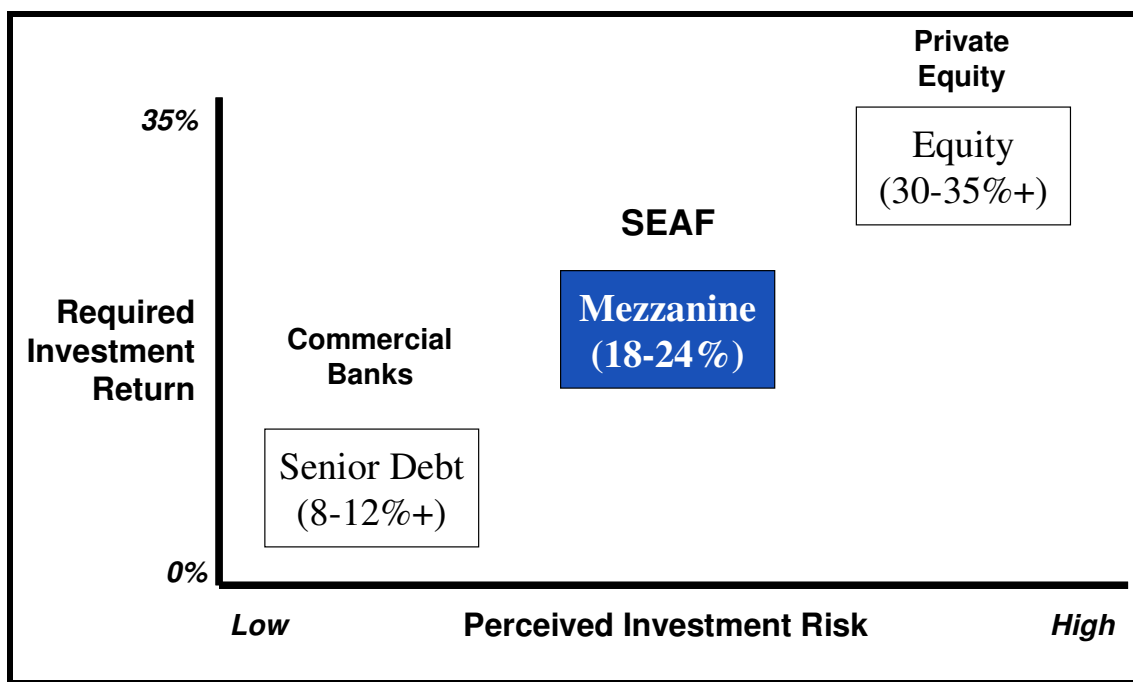 Private
Equity
35%
Equity
(30-35%+)
SEAF
Mezzanine
(18-24%)
Required
Investment
Return
Commercial
Banks
Senior Debt
(8-12%+)
0%
Low
Perceived Investment Risk
High